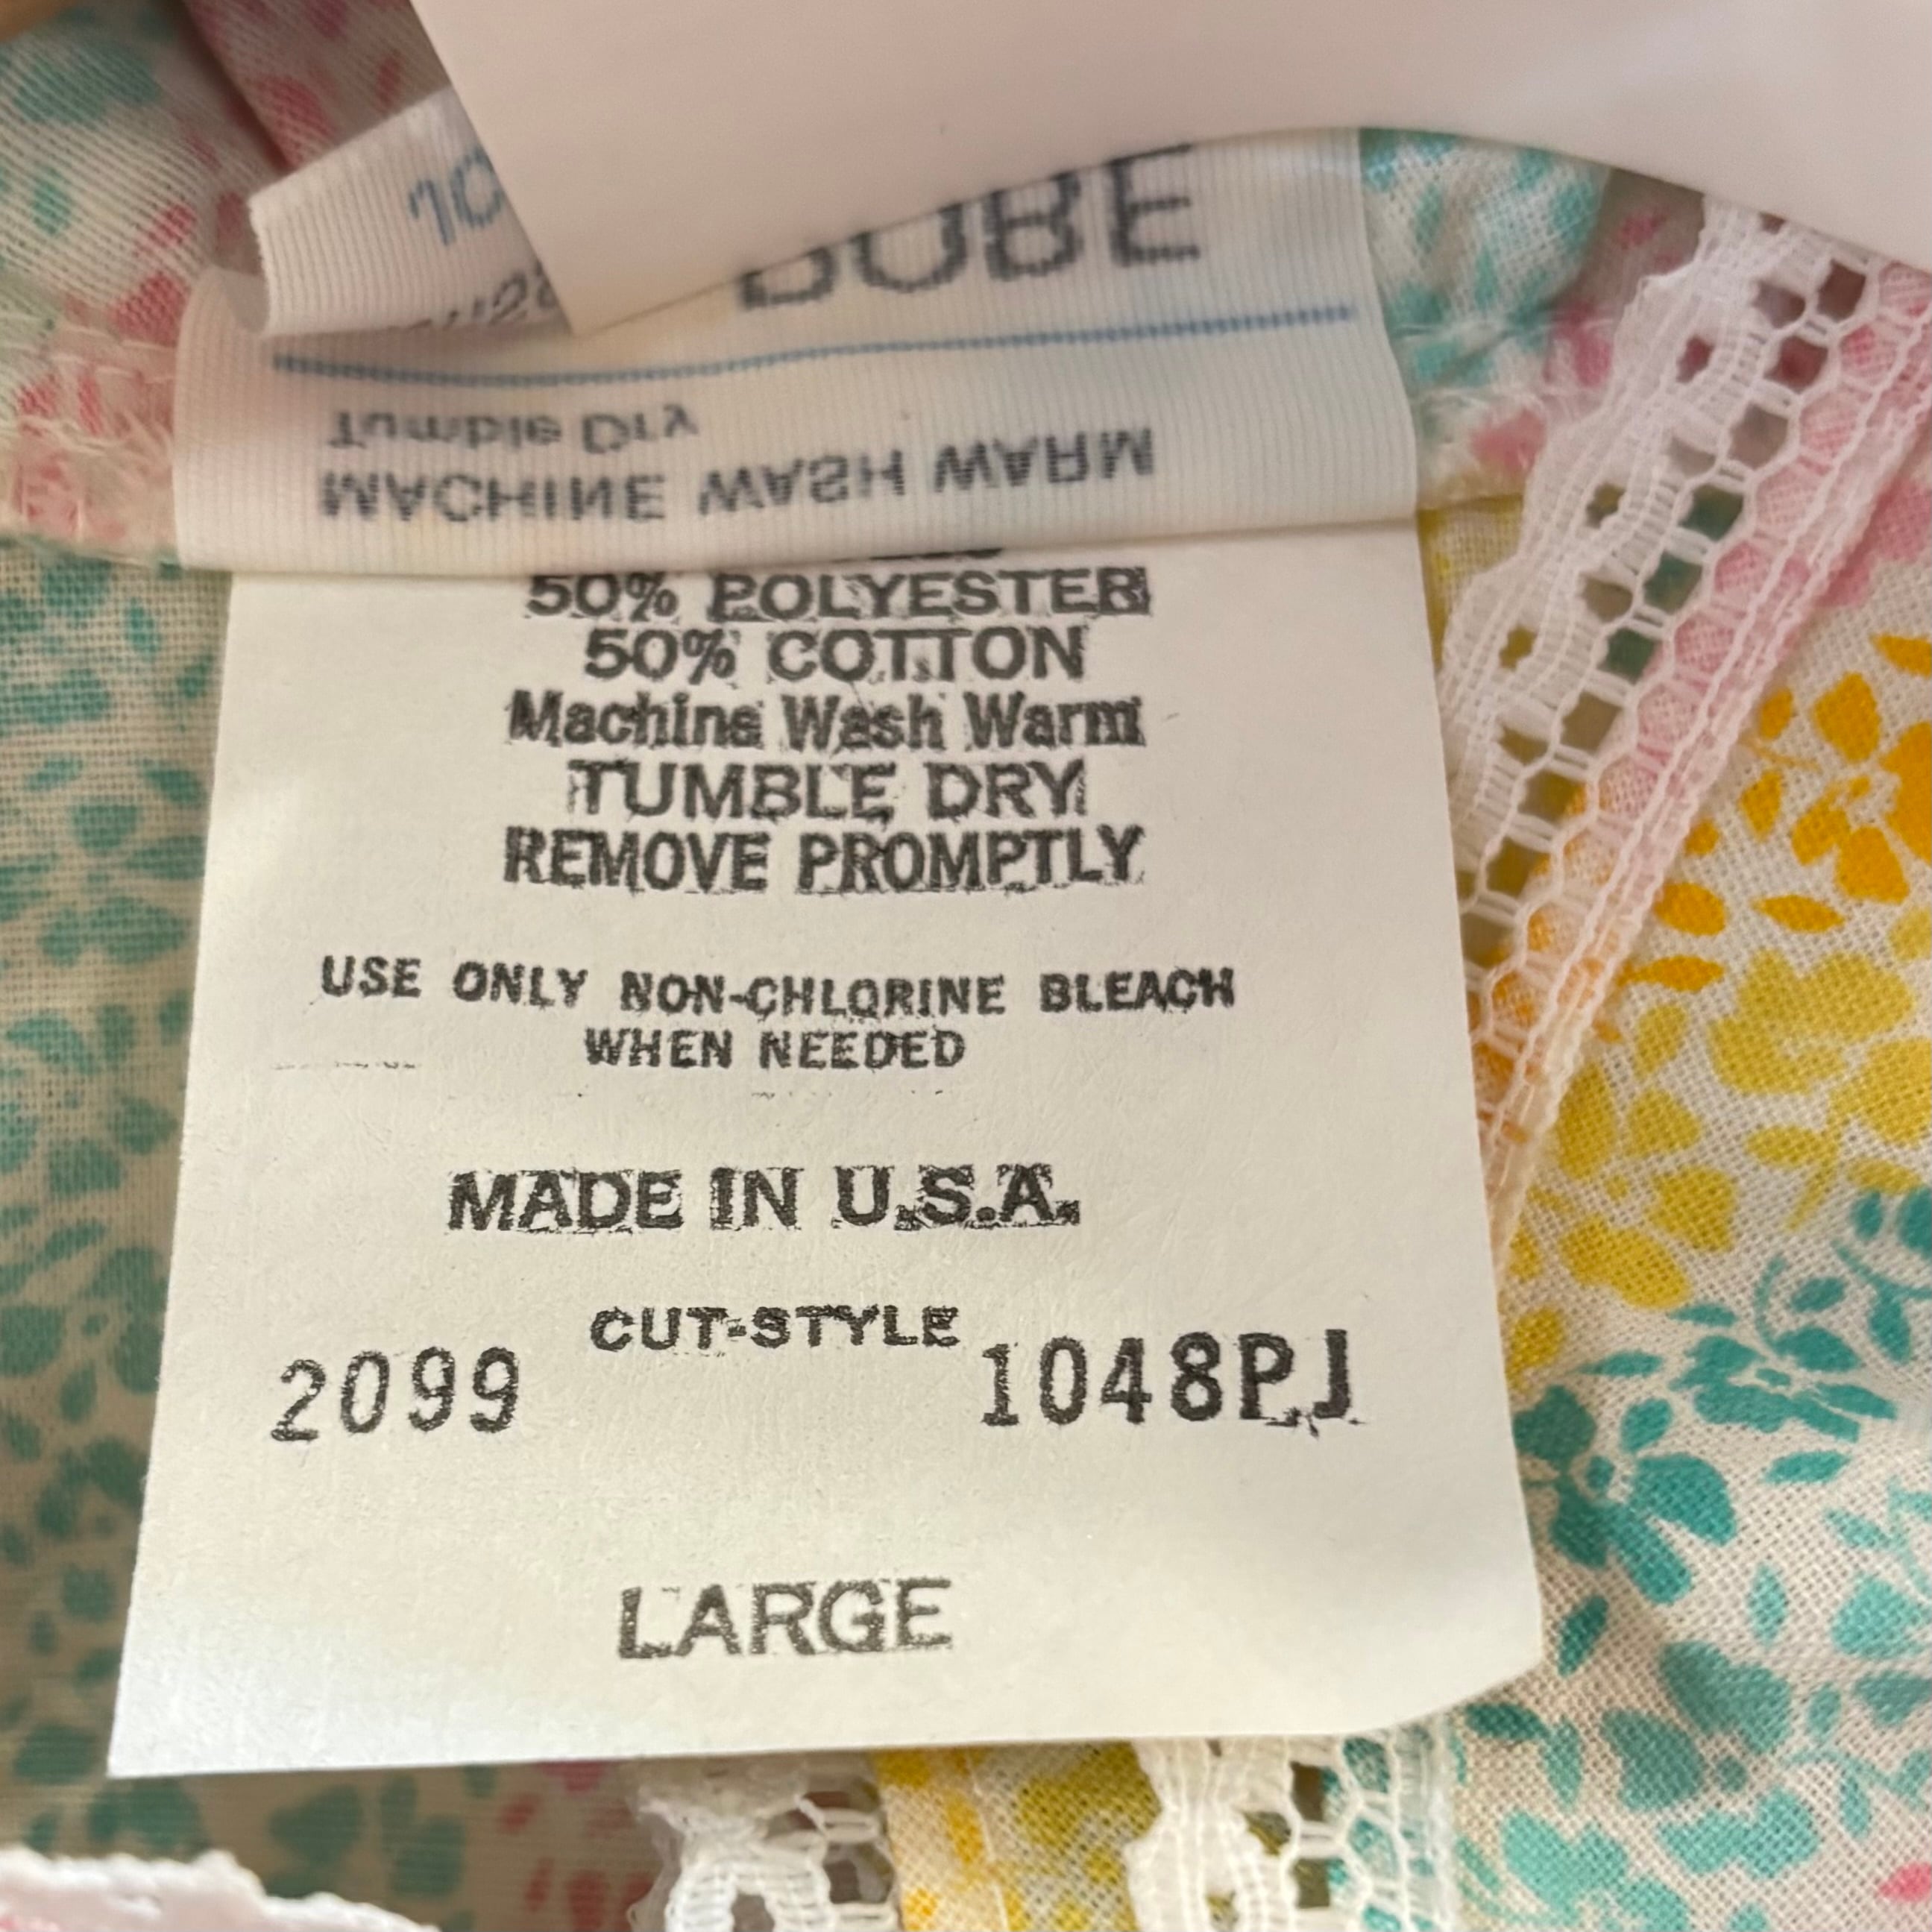 MACHINE WASH WARM
Tumble Dry
50% POLYESTER
50% COTTON
Machine Wash Warm
TUMBLE DRY
REMOVE PROMPTLY
USE ONLY NON-CHLORINE BLEACH
WHEN NEEDED
MADE IN U.S.A.
CUT-STYLE
2099 1048PJ
LARGE